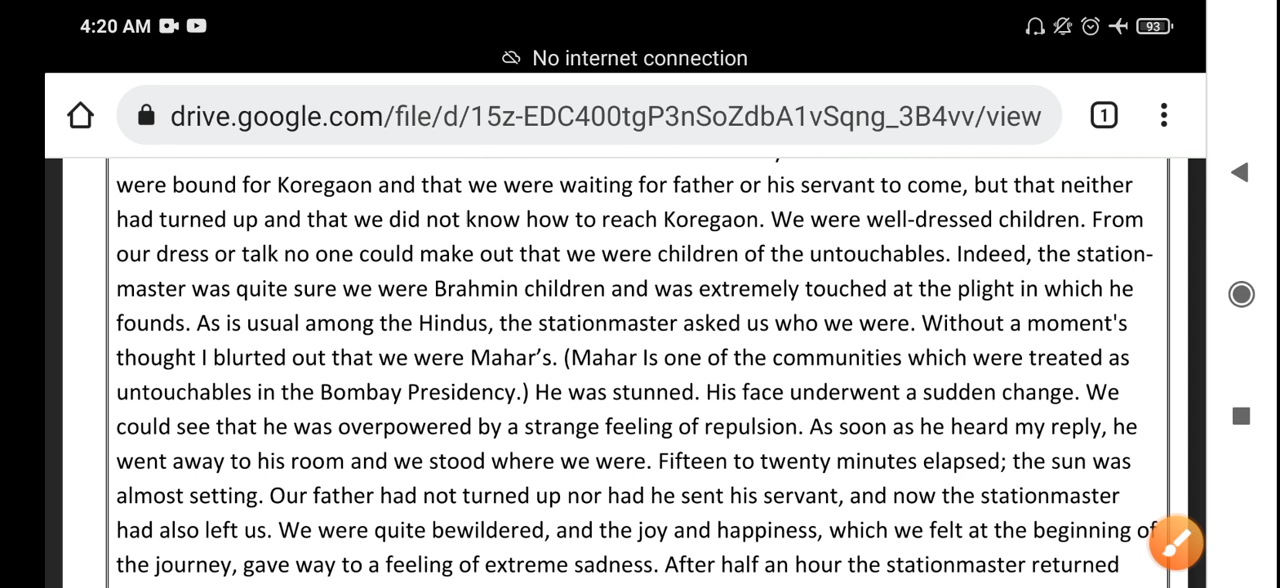 4:20 AM
93
No internet connection
drive.google.com/file/d/15z-EDC400tgP3nSoZdbA1vSqng_3B4vv/view
1
were bound for Koregaon and that we were waiting for father or his servant to come, but that neither
had turned up and that we did not know how to reach Koregaon. We were well-dressed children. From
our dress or talk no one could make out that we were children of the untouchables. Indeed, the station-
master was quite sure we were Brahmin children and was extremely touched at the plight in which he
founds. As is usual among the Hindus, the stationmaster asked us who we were. Without a moment's
thought I blurted out that we were Mahar’s. (Mahar Is one of the communities which were treated as
untouchables in the Bombay Presidency.) He was stunned. His face underwent a sudden change. We
could see that he was overpowered by a strange feeling of repulsion. As soon as he heard my reply, he
went away to his room and we stood where we were. Fifteen to twenty minutes elapsed; the sun was
almost setting. Our father had not turned up nor had he sent his servant, and now the stationmaster
had also left us. We were quite bewildered, and the joy and happiness, which we felt at the beginning of
the journey, gave way to a feeling of extreme sadness. After half an hour the stationmaster returned